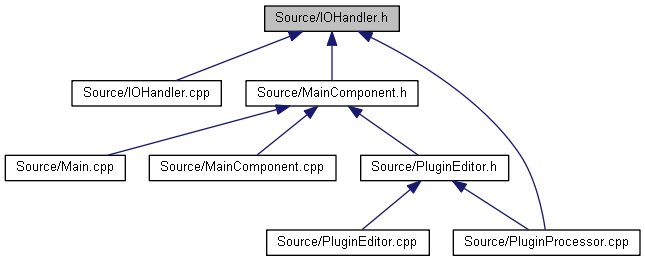 Source/IOHandler.h
Source/IOHandler.cpp
Source/MainComponent.h
Source/Main.cpp
Source/MainComponent.cpp
Source/PluginEditor.h
Source/PluginEditor.cpp
Source/PluginProcessor.cpp